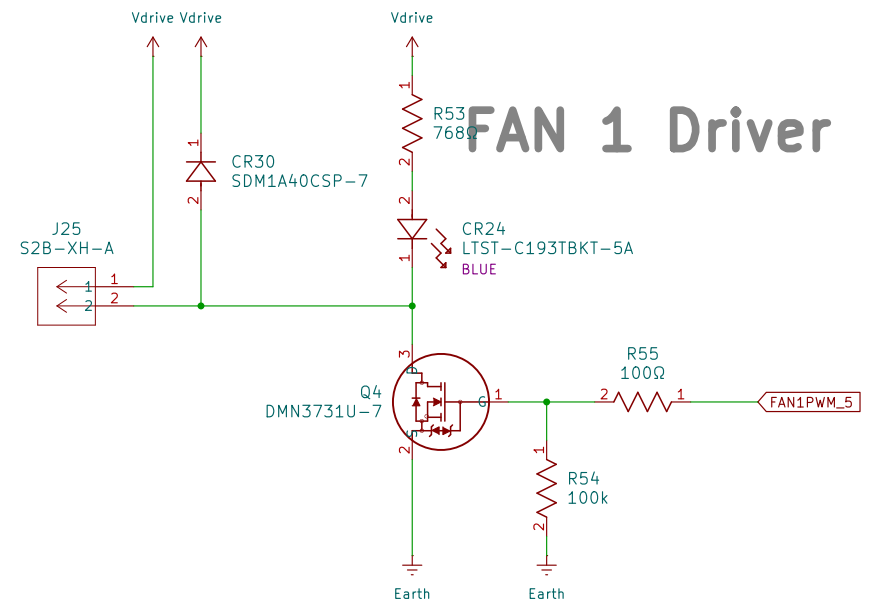 Vdrive Vdrive
Vdrive
1
R53
768Ω
2
FAN 1 Driver
1
CR30
SDM1A40CSP-7
2
2
CR24
LTST-C193TBKT-5A
BLUE
1
J25
S2B-XH-A
1 1
2 2
3
D
Q4
DMN3731U-7
G 1
S
2
R55
100Ω
2 1
FAN1PWM_5
1
R54
100k
2
Earth
Earth